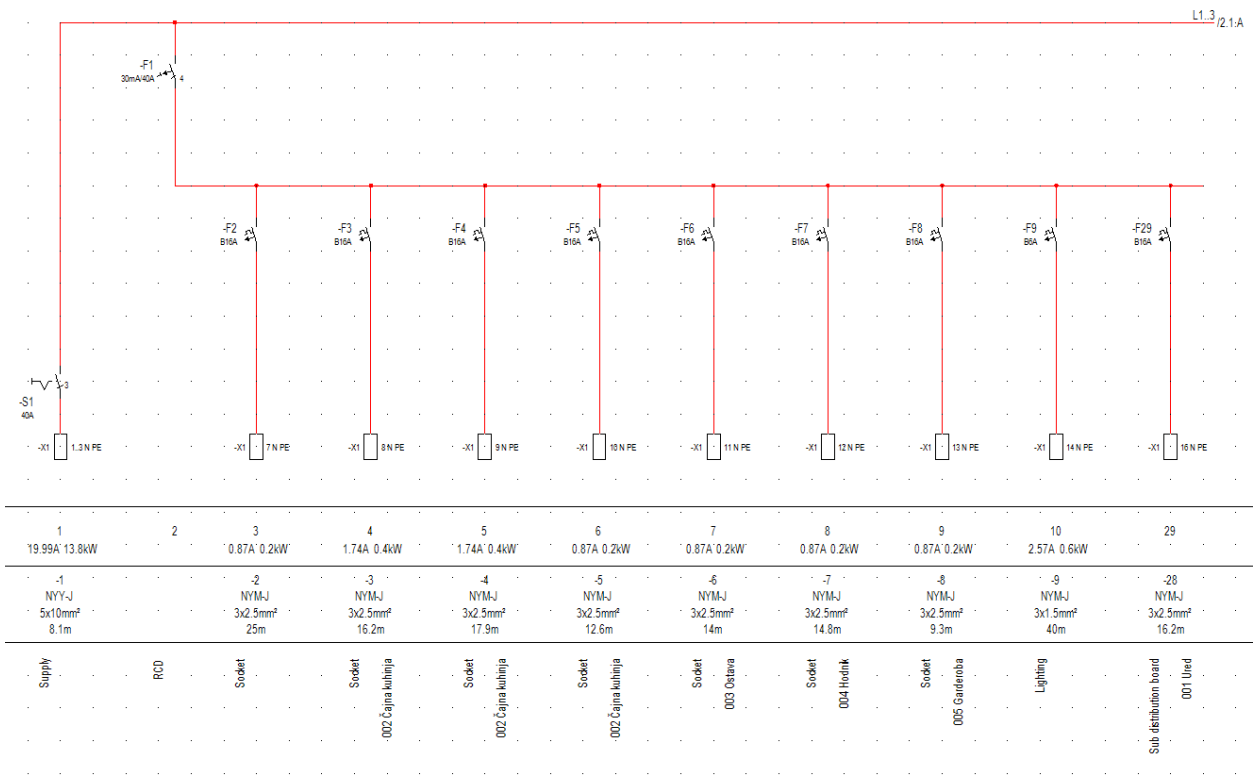 L1..3
/2.1:A
-F1
30mA/40A
4
-F2
B16A
-F3
B16A
-F4
B16A
-F5
B16A
-F6
B16A
-F7
B16A
-F8
B16A
-F9
B6A
-F29
B16A
3
-S1
40A
-X1 1..3 N PE
-X1 7 N PE
-X1 8 N PE
-X1 9 N PE
-X1 10 N PE
-X1 11 N PE
-X1 12 N PE
-X1 13 N PE
-X1 14 N PE
-X1 16 N PE
1 2 3 4 5 6 7 8 9 10 29
19.99A 13.8kW 0.87A 0.2kW 1.74A 0.4kW 1.74A 0.4kW 0.87A 0.2kW 0.87A 0.2kW 0.87A 0.2kW 0.87A 0.2kW 2.57A 0.6kW
-1 -2 -3 -4 -5 -6 -7 -8 -9 -28
NYY-J NYM-J NYM-J NYM-J NYM-J NYM-J NYM-J NYM-J NYM-J NYM-J
5x10mm² 3x2.5mm² 3x2.5mm² 3x2.5mm² 3x2.5mm² 3x2.5mm² 3x2.5mm² 3x2.5mm² 3x1.5mm² 3x2.5mm²
8.1m 25m 16.2m 17.9m 12.6m 14m 14.8m 9.3m 40m 16.2m
Supply
RCD
Socket
Socket
002 Čajna kuhinja
Socket
002 Čajna kuhinja
Socket
002 Čajna kuhinja
Socket
003 Ostava
Socket
004 Hodnik
Socket
005 Garderoba
Lighting
Sub distribution board
001 Ured